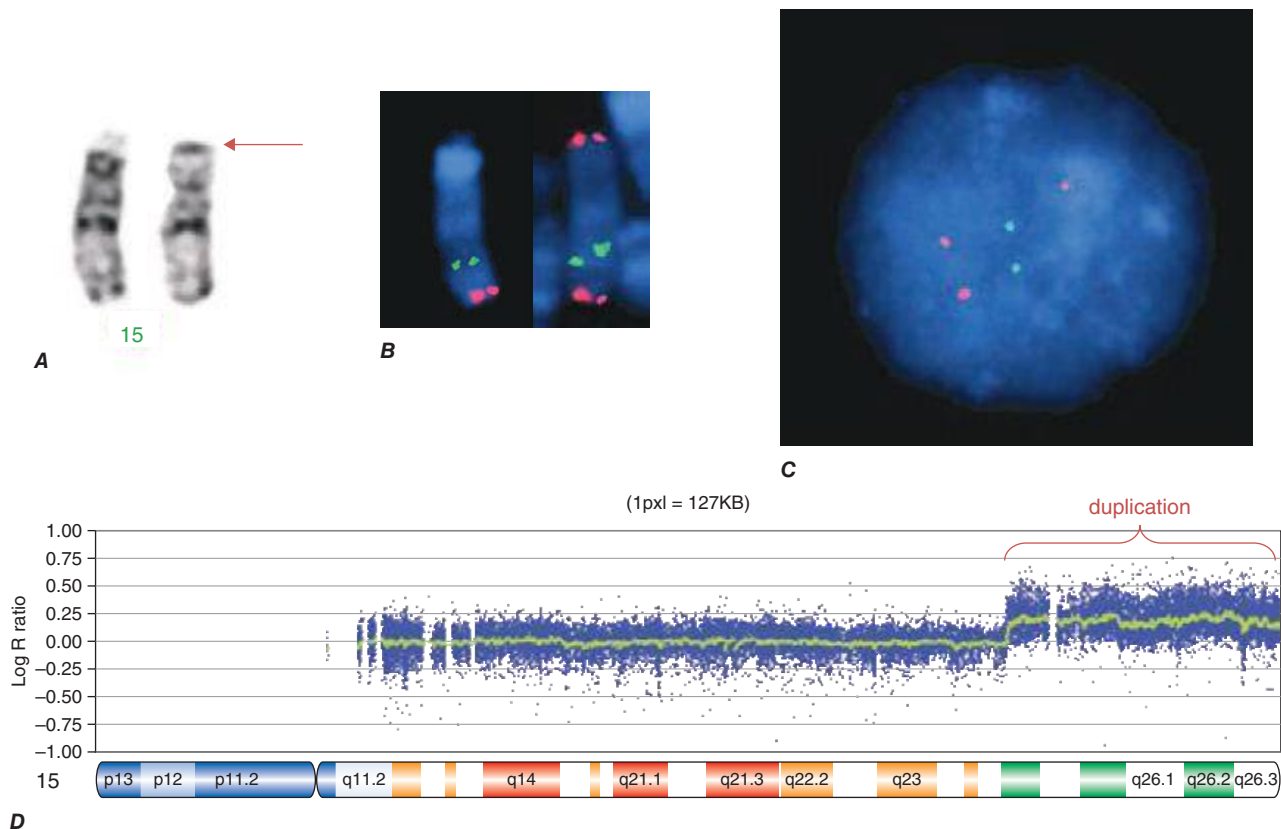 15
A
B
C
(1pxl = 127KB)
duplication
Log R ratio
1.00
0.75
0.50
0.25
0.00
−0.25
−0.50
−0.75
−1.00
15 p13 p12 p11.2 q11.2 q14 q21.1 q21.3 q22.2 q23 q26.1 q26.2 q26.3
D